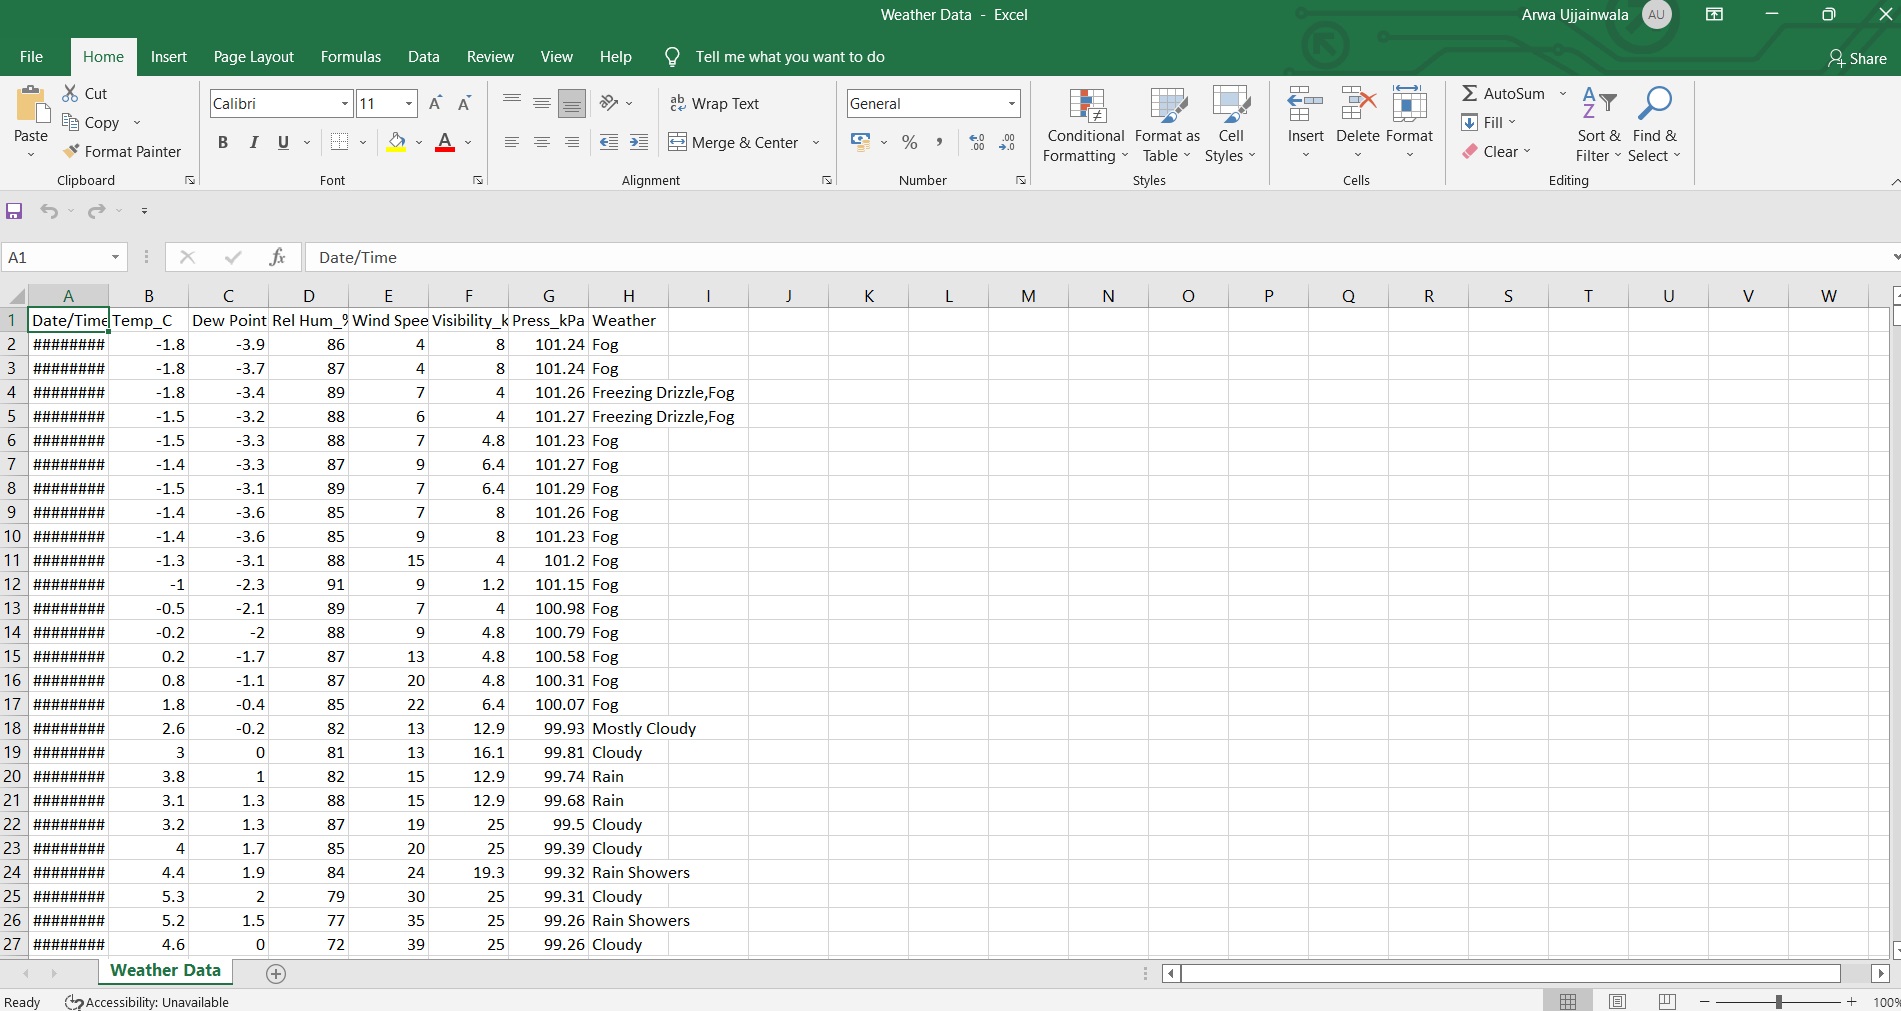 Weather Data - Excel
Arwa Ujjainwala AU
File Home Insert Page Layout Formulas Data Review View Help Tell me what you want to do Share
Paste Cut Copy Format Painter Clipboard
Calibri 11 A A B I U A Font
ab Wrap Text Merge & Center Alignment
General % , Number
Conditional Formatting Format as Table Cell Styles Styles
Insert Delete Format Cells
AutoSum Fill Clear Sort & Filter Find & Select Editing
A1 fx Date/Time
A B C D E F G H I J K L M N O P Q R S T U V W
1 Date/Time Temp_C Dew Point Rel Hum_% Wind Spee Visibility_k Press_kPa Weather
2 ######## -1.8 -3.9 86 4 8 101.24 Fog
3 ######## -1.8 -3.7 87 4 8 101.24 Fog
4 ######## -1.8 -3.4 89 7 4 101.26 Freezing Drizzle,Fog
5 ######## -1.5 -3.2 88 6 4 101.27 Freezing Drizzle,Fog
6 ######## -1.5 -3.3 88 7 4.8 101.23 Fog
7 ######## -1.4 -3.3 87 9 6.4 101.27 Fog
8 ######## -1.5 -3.1 89 7 6.4 101.29 Fog
9 ######## -1.4 -3.6 85 7 8 101.26 Fog
10 ######## -1.4 -3.6 85 9 8 101.23 Fog
11 ######## -1.3 -3.1 88 15 4 101.2 Fog
12 ######## -1 -2.3 91 9 1.2 101.15 Fog
13 ######## -0.5 -2.1 89 7 4 100.98 Fog
14 ######## -0.2 -2 88 9 4.8 100.79 Fog
15 ######## 0.2 -1.7 87 13 4.8 100.58 Fog
16 ######## 0.8 -1.1 87 20 4.8 100.31 Fog
17 ######## 1.8 -0.4 85 22 6.4 100.07 Fog
18 ######## 2.6 -0.2 82 13 12.9 99.93 Mostly Cloudy
19 ######## 3 0 81 13 16.1 99.81 Cloudy
20 ######## 3.8 1 82 15 12.9 99.74 Rain
21 ######## 3.1 1.3 88 15 12.9 99.68 Rain
22 ######## 3.2 1.3 87 19 25 99.5 Cloudy
23 ######## 4 1.7 85 20 25 99.39 Cloudy
24 ######## 4.4 1.9 84 24 19.3 99.32 Rain Showers
25 ######## 5.3 2 79 30 25 99.31 Cloudy
26 ######## 5.2 1.5 77 35 25 99.26 Rain Showers
27 ######## 4.6 0 72 39 25 99.26 Cloudy
Weather Data
Ready Accessibility: Unavailable 100%